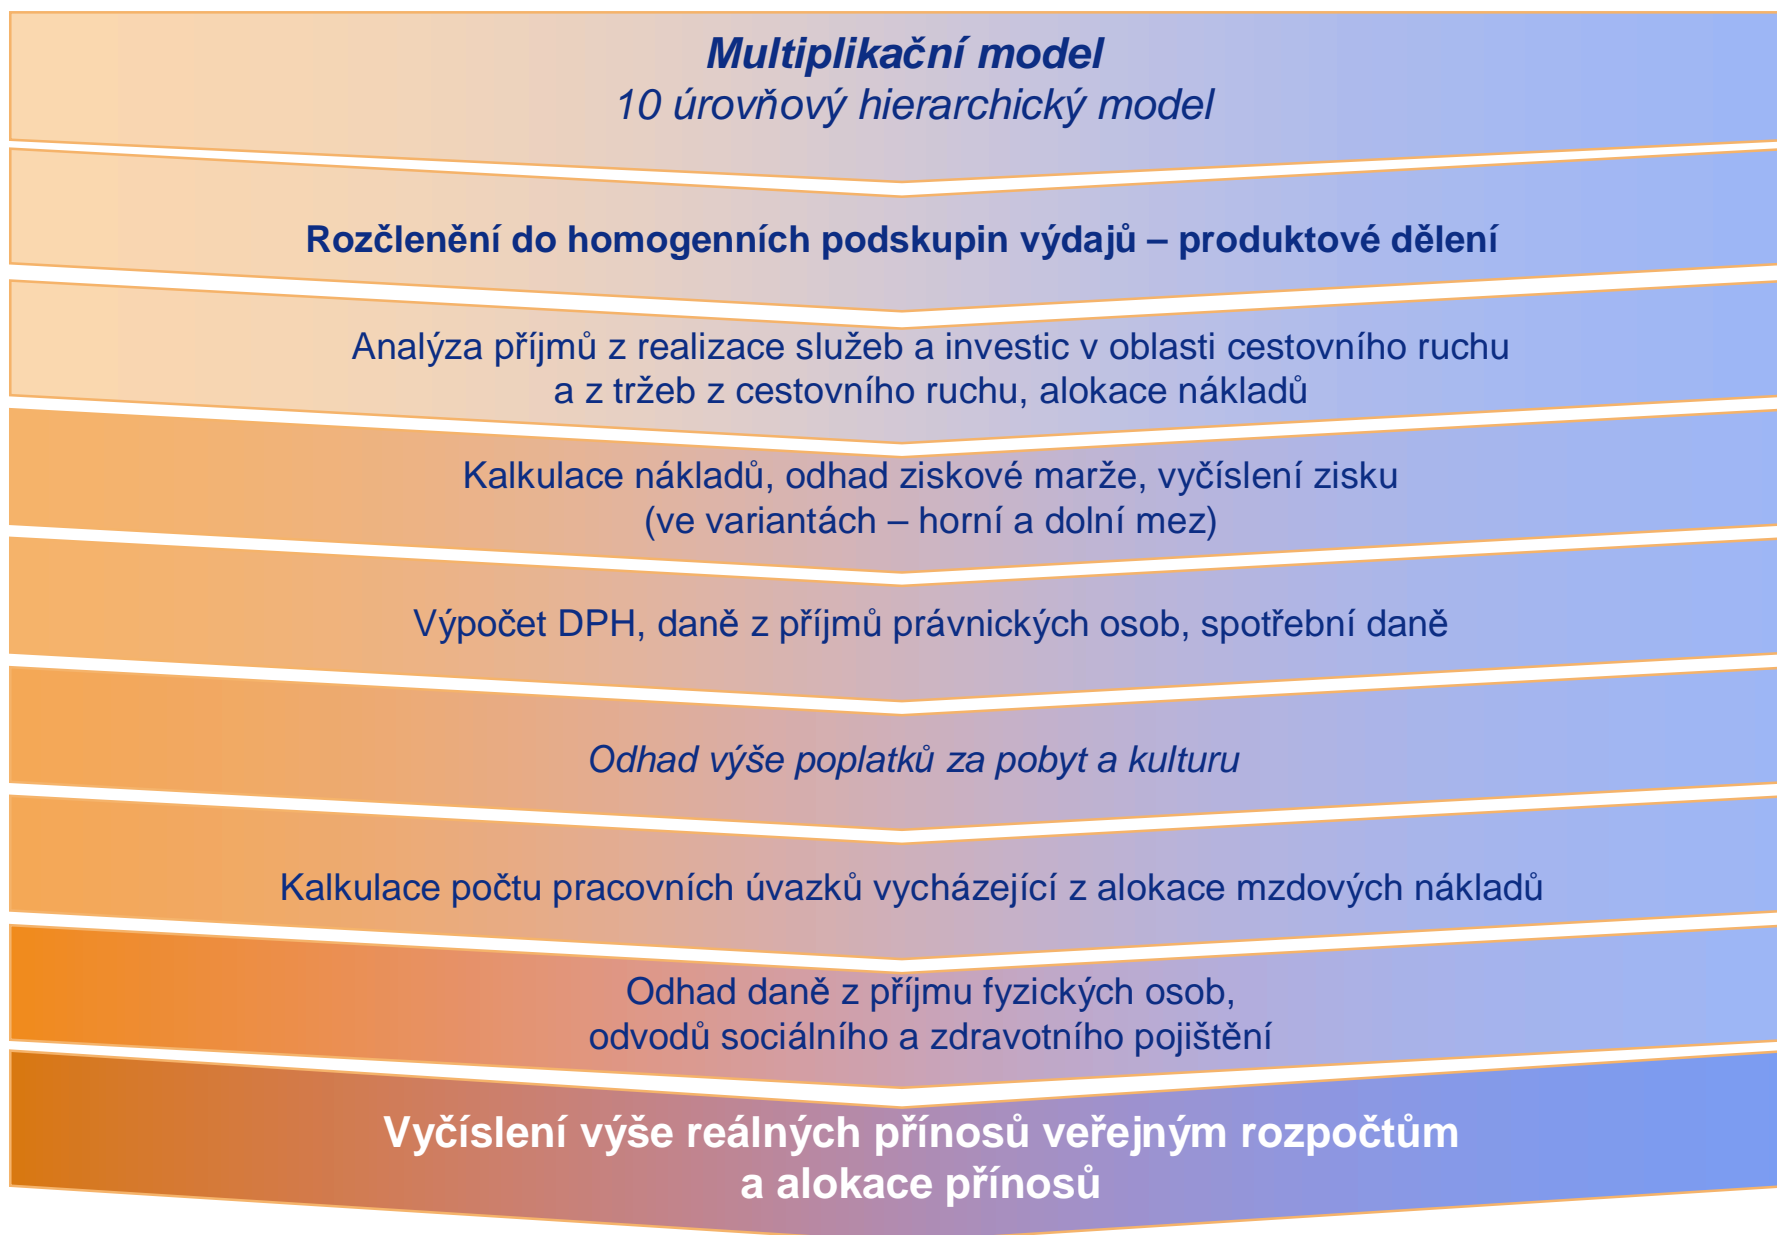 Multiplikační model
10 úrovňový hierarchický model
Rozčlenění do homogenních podskupin výdajů – produktové dělení
Analýza příjmů z realizace služeb a investic v oblasti cestovního ruchu
a z tržeb z cestovního ruchu, alokace nákladů
Kalkulace nákladů, odhad ziskové marže, vyčíslení zisku
(ve variantách – horní a dolní mez)
Výpočet DPH, daně z příjmů právnických osob, spotřební daně
Odhad výše poplatků za pobyt a kulturu
Kalkulace počtu pracovních úvazků vycházející z alokace mzdových nákladů
Odhad daně z příjmu fyzických osob,
odvodů sociálního a zdravotního pojištění
Vyčíslení výše reálných přínosů veřejným rozpočtům
a alokace přínosů